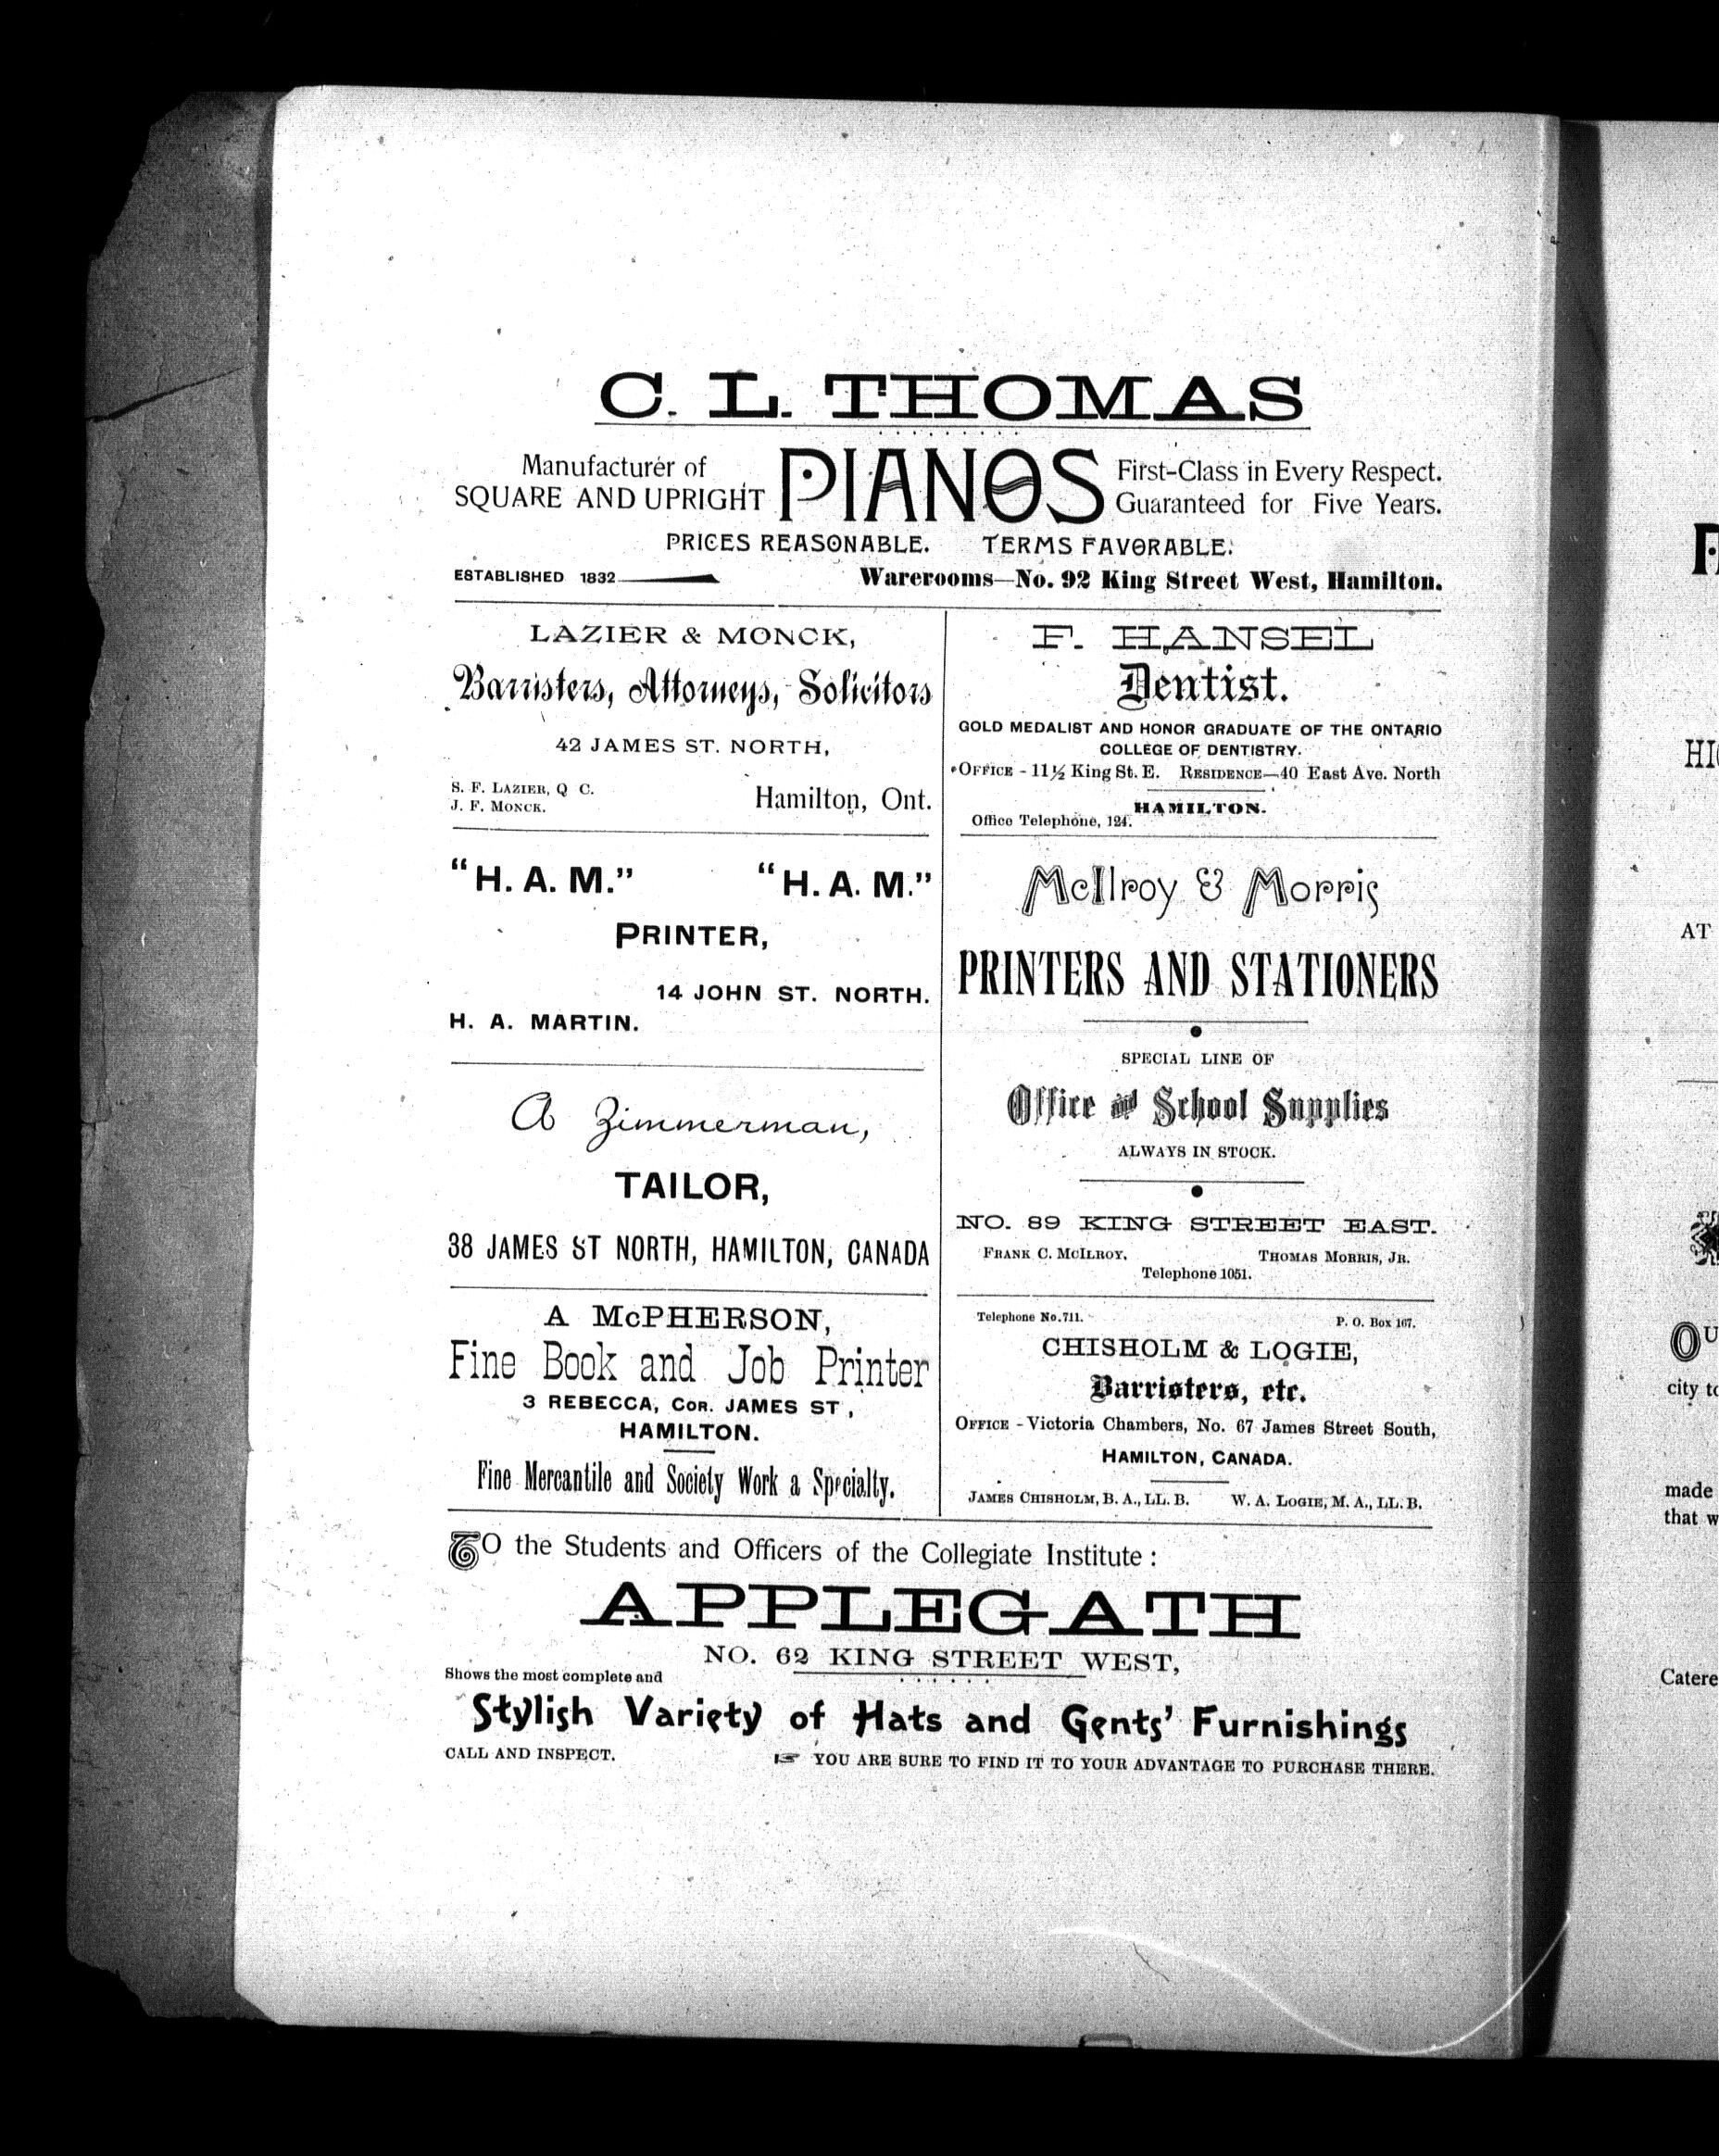 C. L. THOMAS
Manufacturer of
SQUARE AND UPRIGHT
PIANOS
First-Class in Every Respect.
Guaranteed for Five Years.
PRICES REASONABLE. TERMS FAVORABLE.
ESTABLISHED 1832
Warerooms—No. 92 King Street West, Hamilton.
LAZIER & MONCK,
Barristers, Attorneys, Solicitors
42 JAMES ST. NORTH,
S. F. LAZIER, Q C.
J. F. MONCK.
Hamilton, Ont.
"H. A. M." "H. A. M."
PRINTER,
14 JOHN ST. NORTH.
H. A. MARTIN.
A Zimmerman,
TAILOR,
38 JAMES ST NORTH, HAMILTON, CANADA
A McPHERSON,
Fine Book and Job Printer
3 REBECCA, COR. JAMES ST,
HAMILTON.
Fine Mercantile and Society Work a Specialty.
F. HANSEL
Dentist.
GOLD MEDALIST AND HONOR GRADUATE OF THE ONTARIO
COLLEGE OF DENTISTRY.
OFFICE - 11½ King St. E. RESIDENCE—40 East Ave. North
HAMILTON.
Office Telephone, 124.
McIlroy & Morris
PRINTERS AND STATIONERS
SPECIAL LINE OF
Office and School Supplies
ALWAYS IN STOCK.
NO. 89 KING STREET EAST.
FRANK C. MCILROY. THOMAS MORRIS, JR.
Telephone 1051.
Telephone No. 711. P. O. Box 167.
CHISHOLM & LOGIE,
Barristers, etc.
OFFICE - Victoria Chambers, No. 67 James Street South,
HAMILTON, CANADA.
JAMES CHISHOLM, B. A., LL. B. W. A. LOGIE, M. A., LL. B.
TO the Students and Officers of the Collegiate Institute:
APPLEGATH
NO. 62 KING STREET WEST,
Shows the most complete and
Stylish Variety of Hats and Gents' Furnishings
CALL AND INSPECT. ☞ YOU ARE SURE TO FIND IT TO YOUR ADVANTAGE TO PURCHASE THERE.
AT
city
made
that